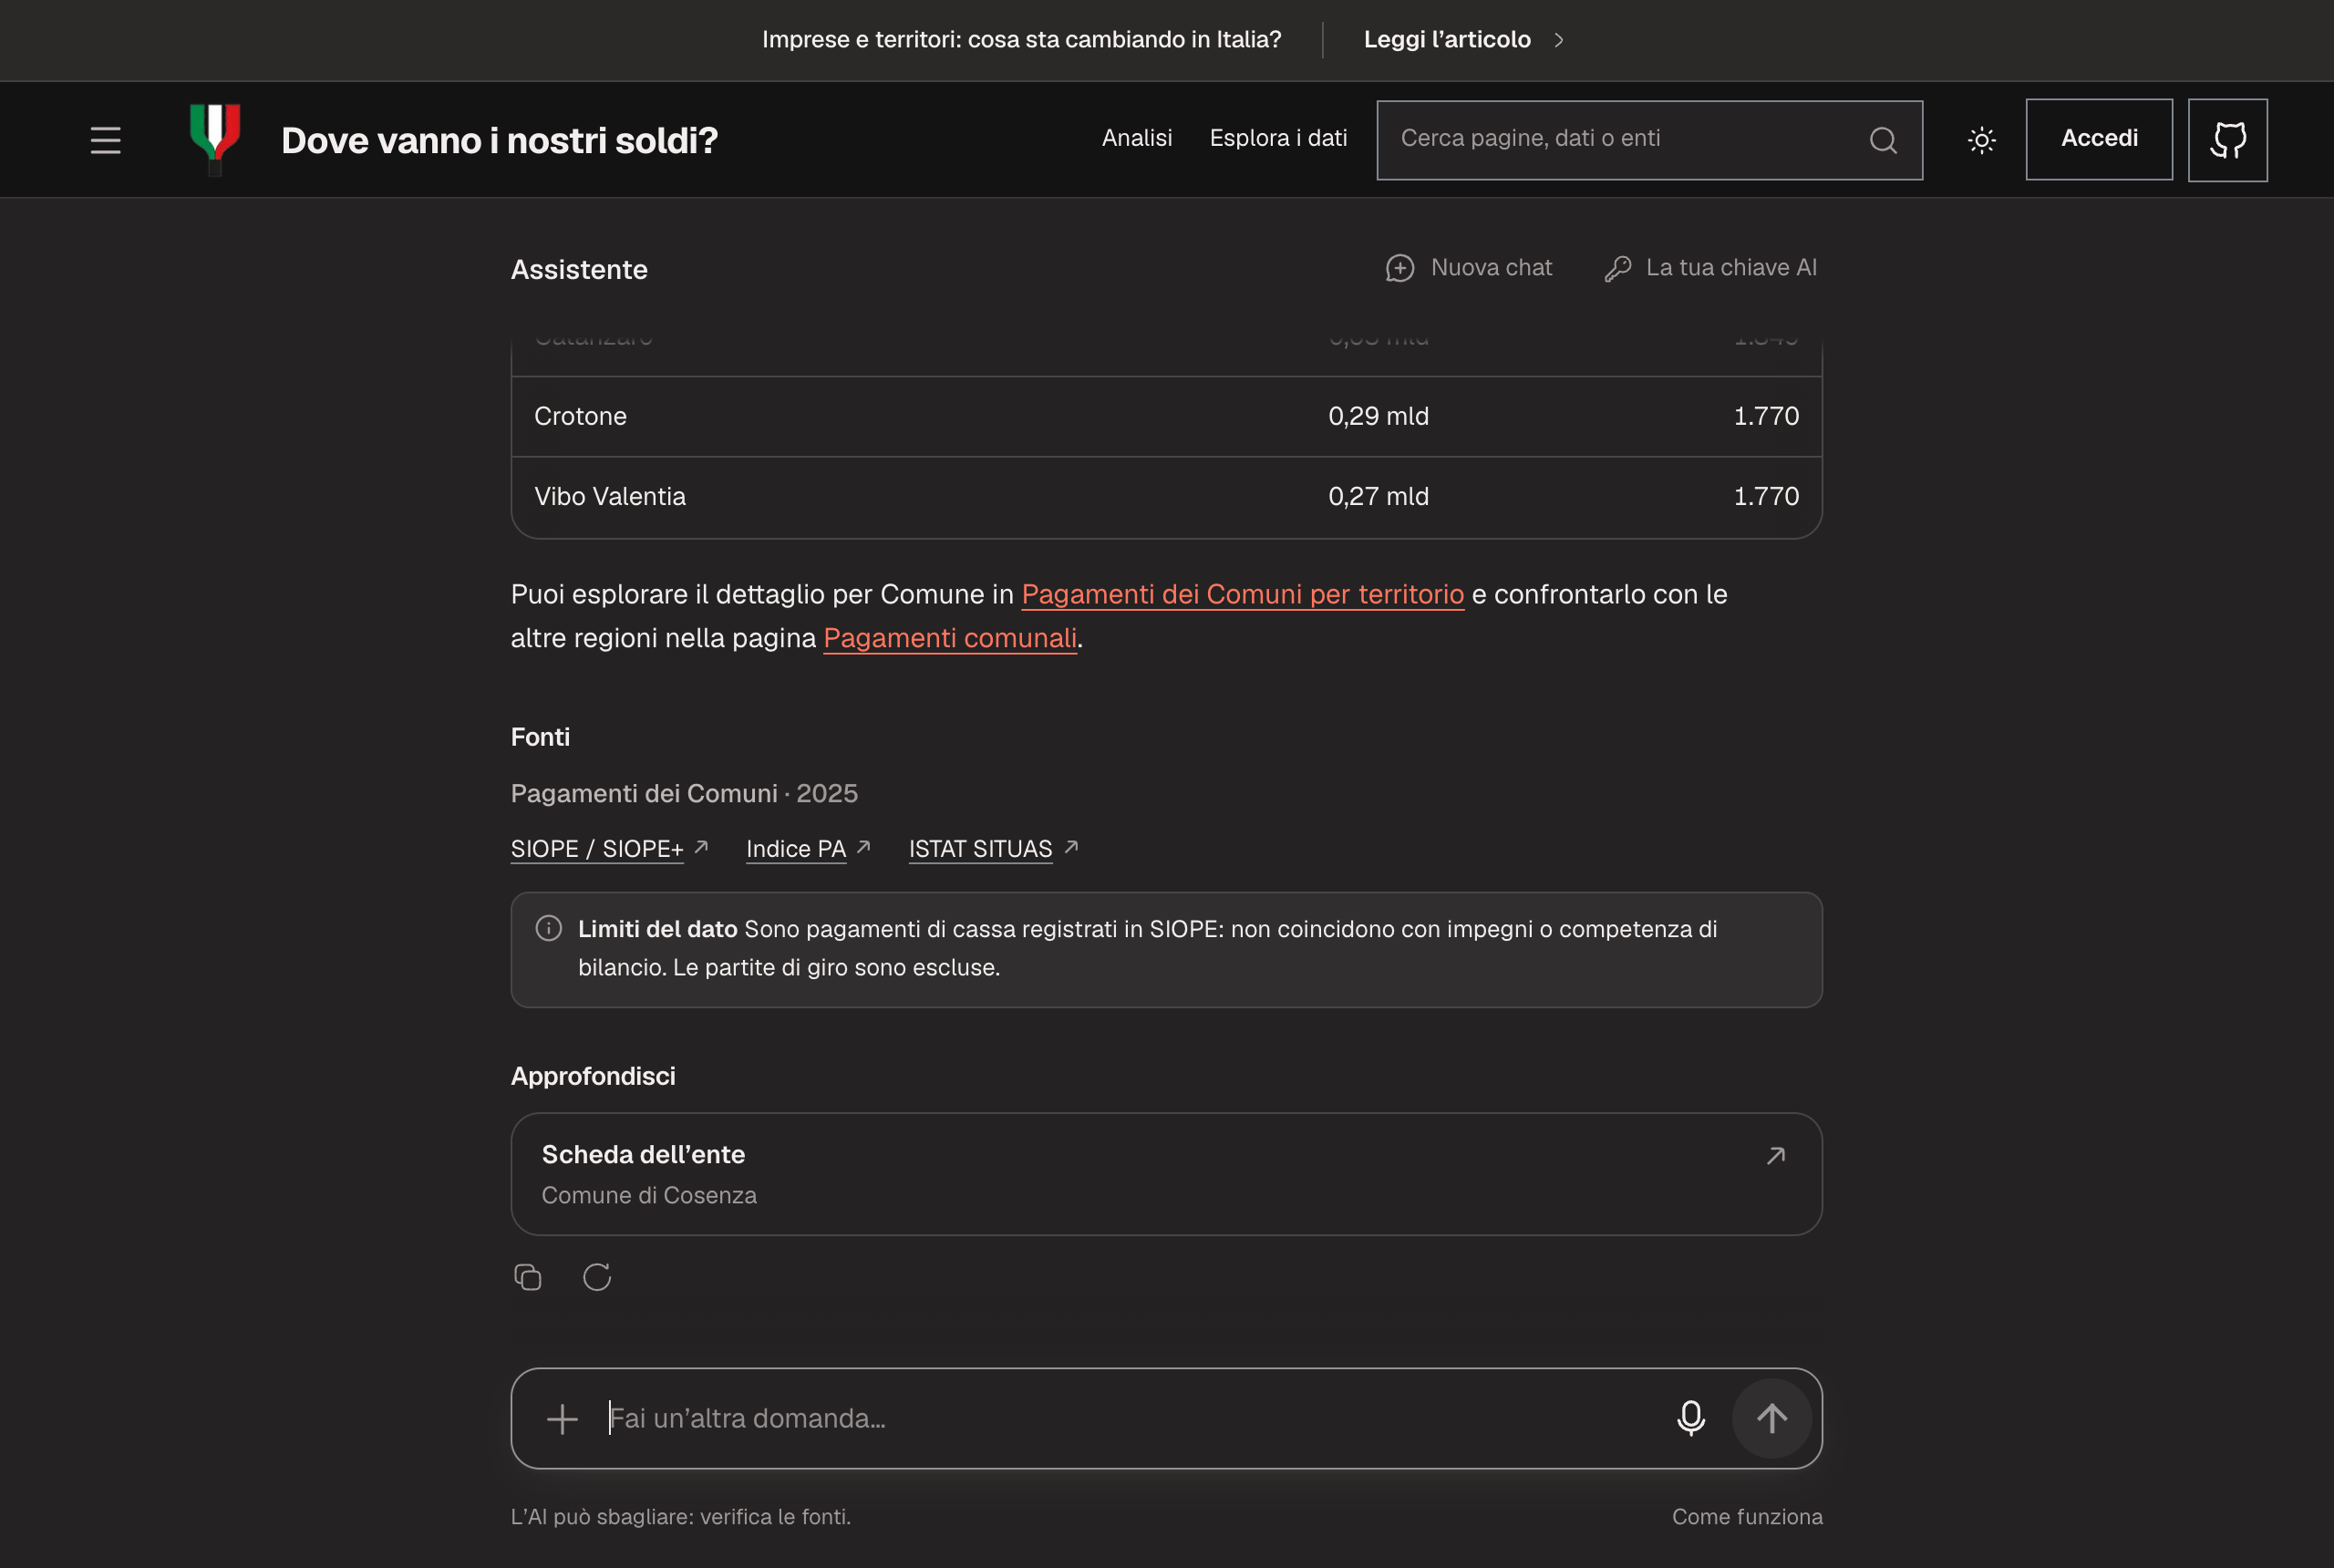 Imprese e territori: cosa sta cambiando in Italia?
Leggi l’articolo
Dove vanno i nostri soldi?
Analisi
Esplora i dati
Cerca pagine, dati o enti
Accedi
Assistente
Nuova chat
La tua chiave AI
Crotone 0,29 mld 1.770
Vibo Valentia 0,27 mld 1.770
Puoi esplorare il dettaglio per Comune in Pagamenti dei Comuni per territorio e confrontarlo con le
altre regioni nella pagina Pagamenti comunali.
Fonti
Pagamenti dei Comuni · 2025
SIOPE / SIOPE+ Indice PA ISTAT SITUAS
Limiti del dato Sono pagamenti di cassa registrati in SIOPE: non coincidono con impegni o competenza di
bilancio. Le partite di giro sono escluse.
Approfondisci
Scheda dell’ente
Comune di Cosenza
Fai un’altra domanda...
L’AI può sbagliare: verifica le fonti.
Come funziona